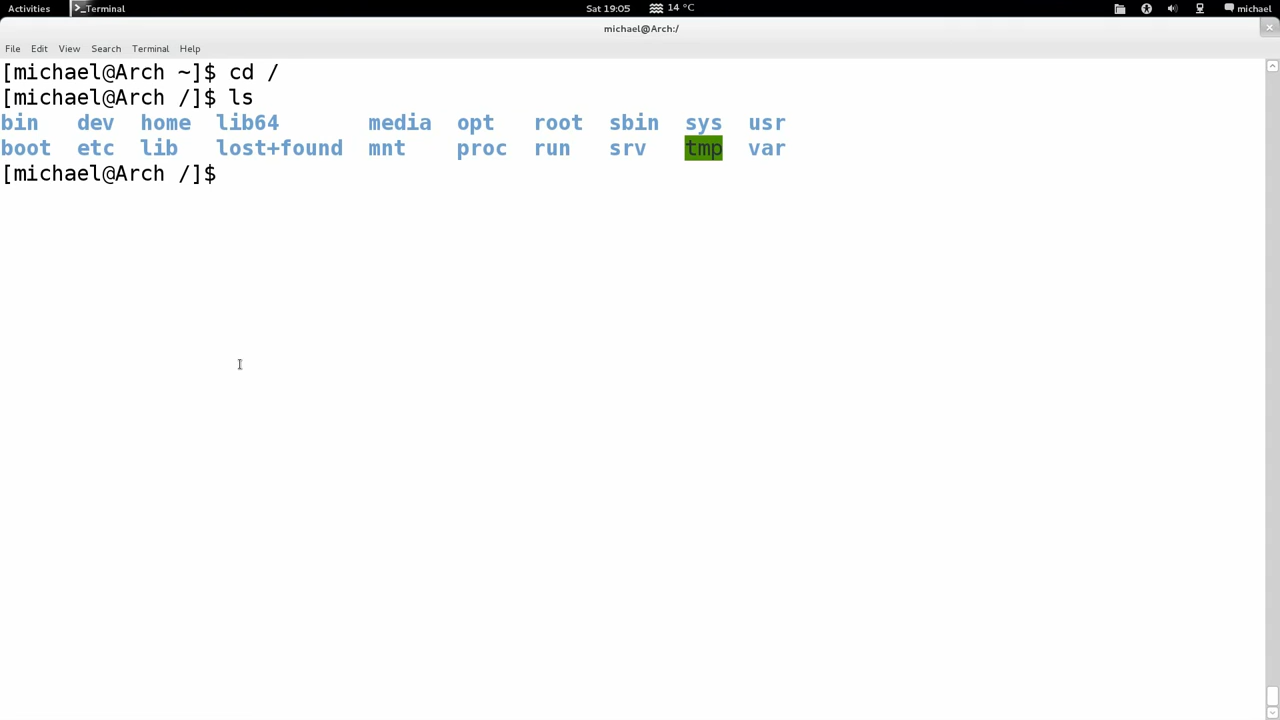 Activities >_Terminal Sat 19:05 14 °C michael
michael@Arch:/
File Edit View Search Terminal Help
[michael@Arch ~]$ cd /
[michael@Arch /]$ ls
bin dev home lib64 media opt root sbin sys usr
boot etc lib lost+found mnt proc run srv tmp var
[michael@Arch /]$